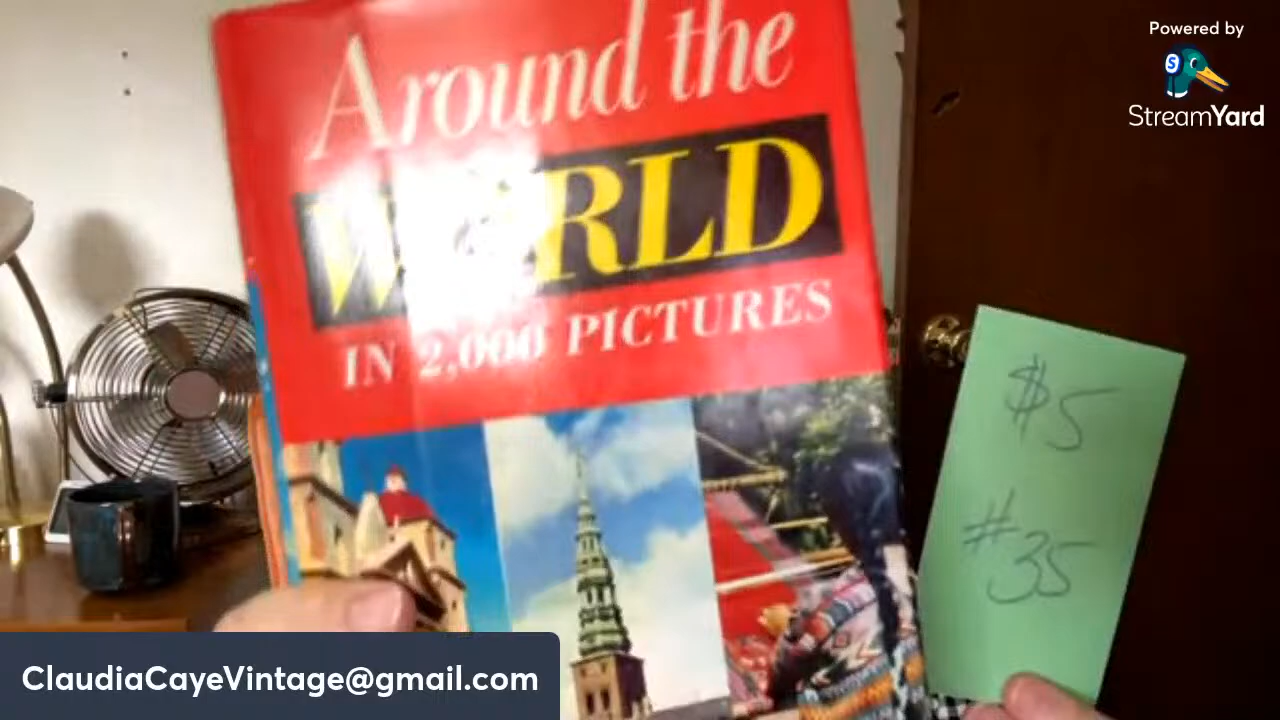 Around the
WORLD
IN 2,000 PICTURES
$5
#35
ClaudiaCayeVintage@gmail.com
Powered by
StreamYard